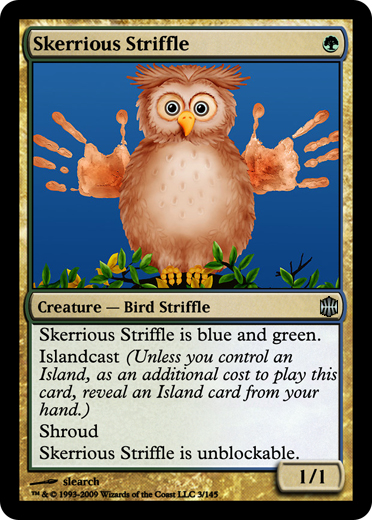 Skerrious Striffle
Creature — Bird Striffle
Skerrious Striffle is blue and green.
Islandcast (Unless you control an
Island, as an additional cost to play this
card, reveal an Island card from your
hand.)
Shroud
Skerrious Striffle is unblockable.
1/1
slearch
™ & © 1993-2009 Wizards of the Coast LLC 3/145